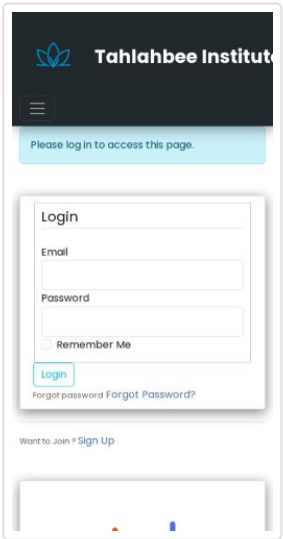 Tahlahbee Institut
Please log in to access this page.
Login
Email
Password
Remember Me
Login
Forgot password Forgot Password?
Want to Join ? Sign Up